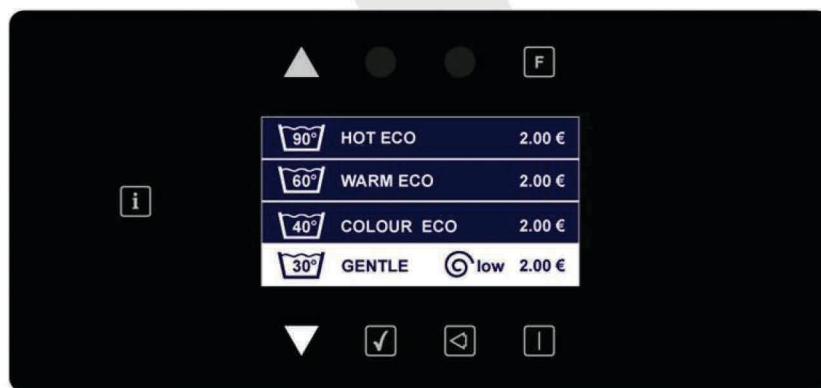 F
90° HOT ECO 2.00 €
60° WARM ECO 2.00 €
i
40° COLOUR ECO 2.00 €
30° GENTLE low 2.00 €